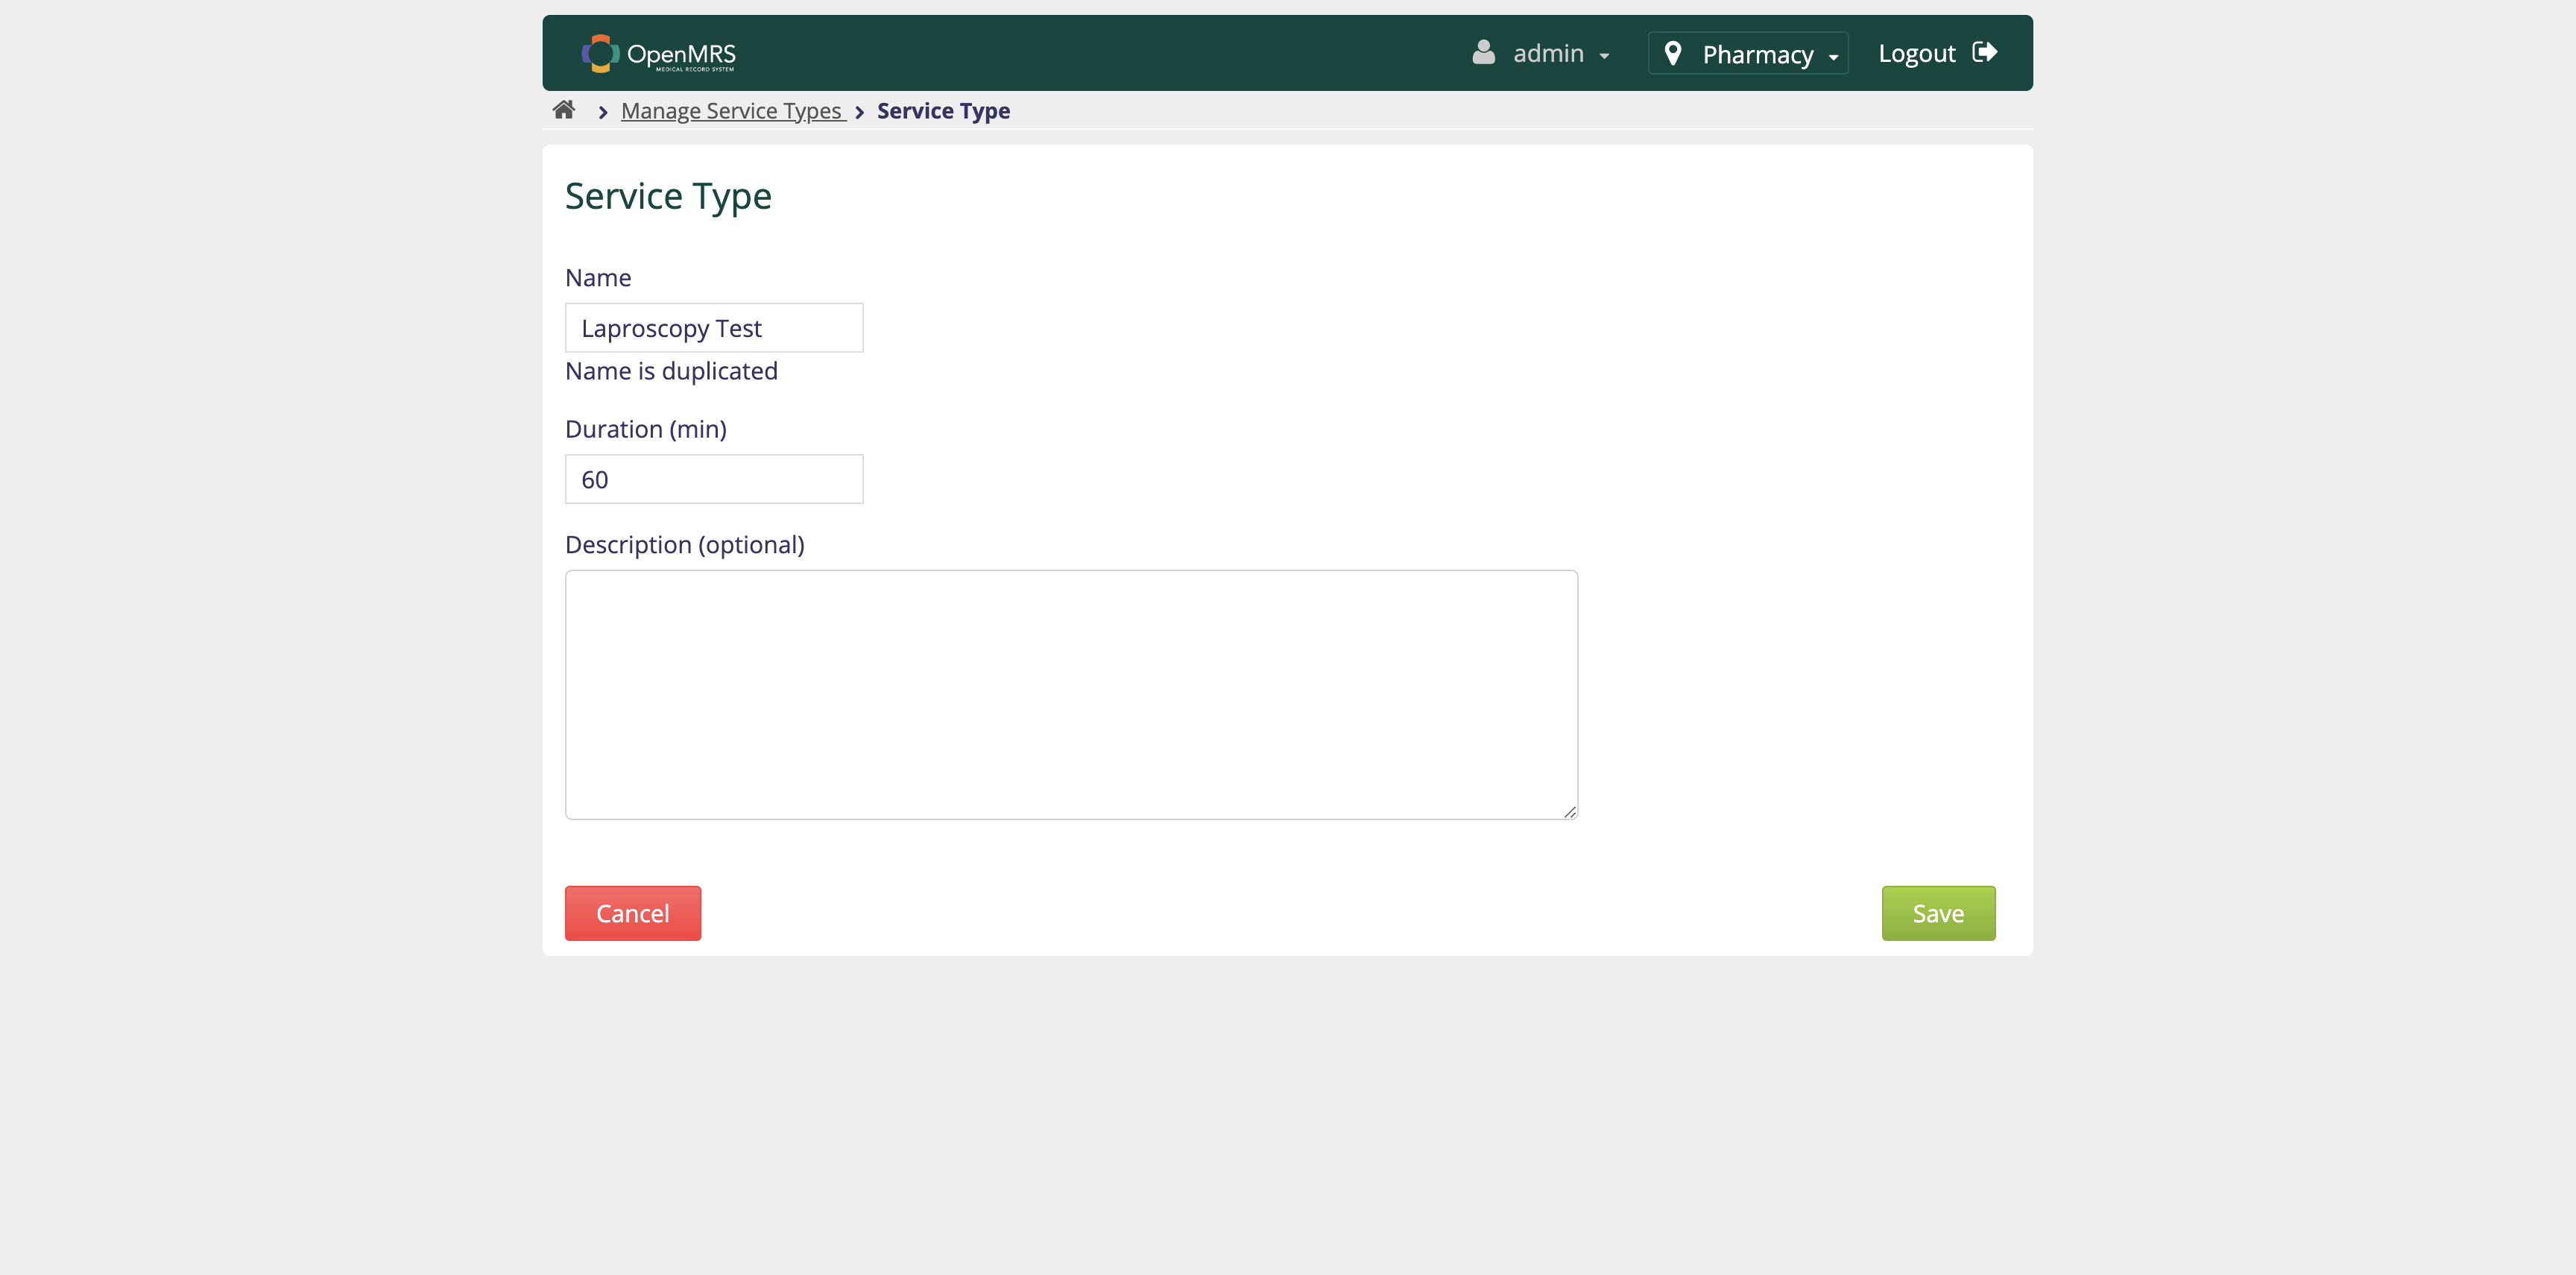 OpenMRS
MEDICAL RECORD SYSTEM
admin
Pharmacy
Logout
Manage Service Types
Service Type
Service Type
Name
Laproscopy Test
Name is duplicated
Duration (min)
60
Description (optional)
Cancel
Save